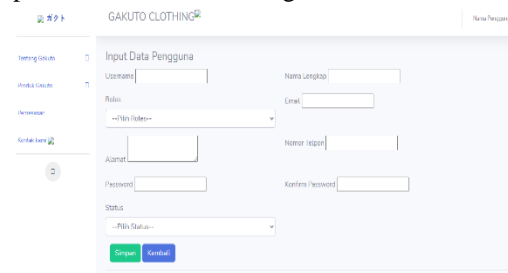 ガクト
GAKUTO CLOTHING
Nama Pengguna
Tentang Gakuto
Produk Gakuto
Pemesanan
Kontak kami
Input Data Pengguna
Username
Nama Lengkap
Roles
Email
--Pilih Roles--
Alamat
Nomor Telpon
Password
Konfirm Password
Status
--Pilih Status--
Simpan Kembali